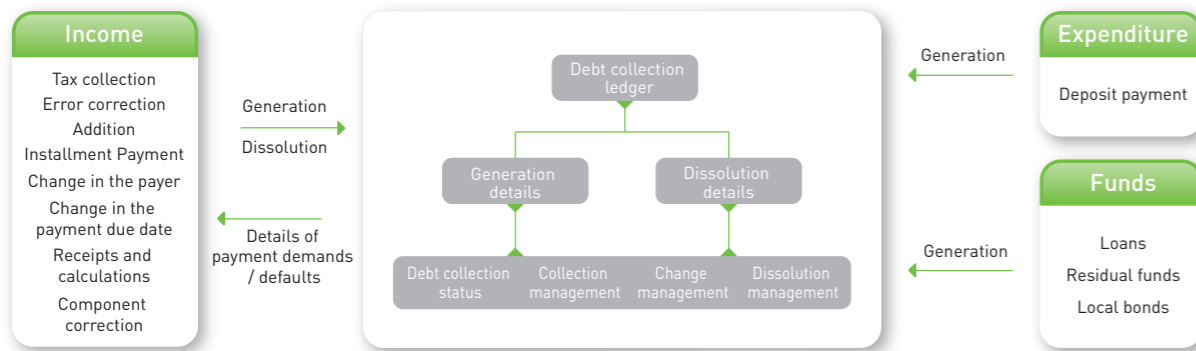 Income
Tax collection
Error correction
Addition
Installment Payment
Change in the payer
Change in the
payment due date
Receipts and
calculations
Component
correction
Generation
Dissolution
Details of
payment demands
/ defaults
Debt collection
ledger
Generation
details
Dissolution
details
Debt collection
status
Collection
management
Change
management
Dissolution
management
Generation
Generation
Expenditure
Deposit payment
Funds
Loans
Residual funds
Local bonds